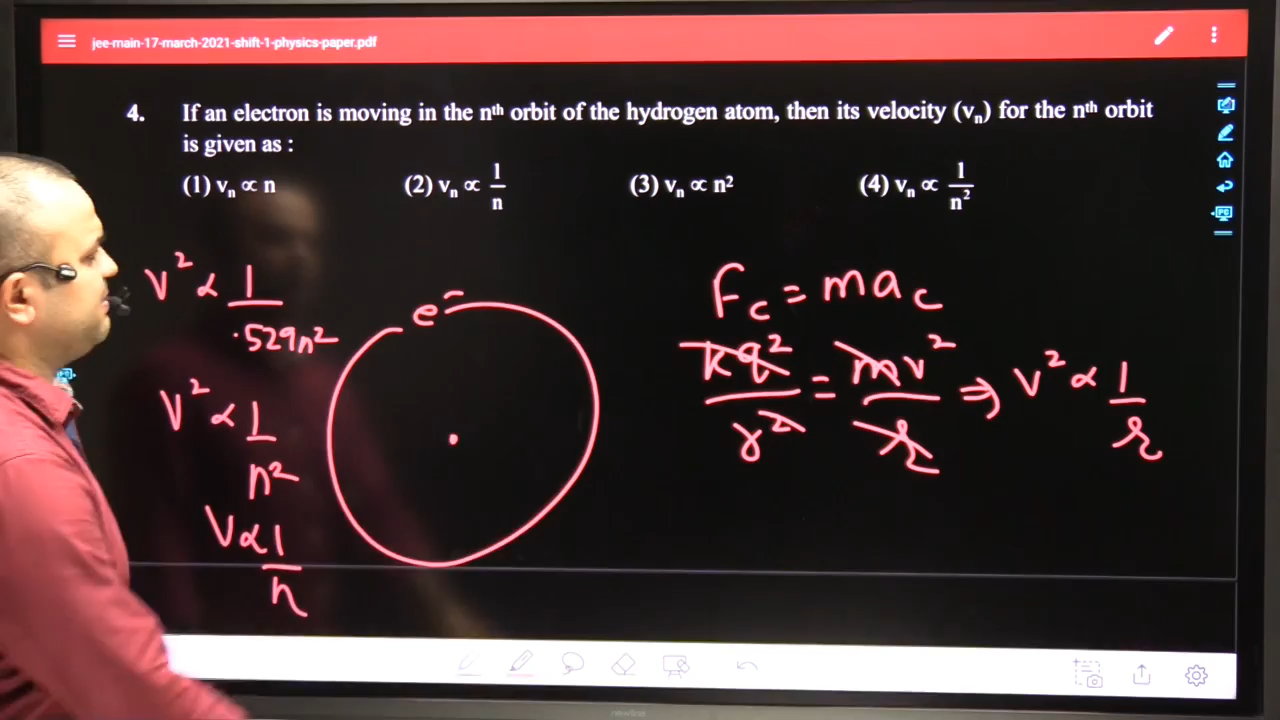 jee-main-17-march-2021-shift-1-physics-paper.pdf
4. If an electron is moving in the nᵗʰ orbit of the hydrogen atom, then its velocity (vₙ) for the nᵗʰ orbit
is given as :
(1) vₙ ∝ n (2) vₙ ∝ 1/n (3) vₙ ∝ n² (4) vₙ ∝ 1/n²
v² ∝ 1/.529n²
v² ∝ 1/n²
v ∝ 1/n
e⁻
F꜀ = ma꜀
kq²/r² = mv²/r ⇒ v² ∝ 1/r
PC
newline